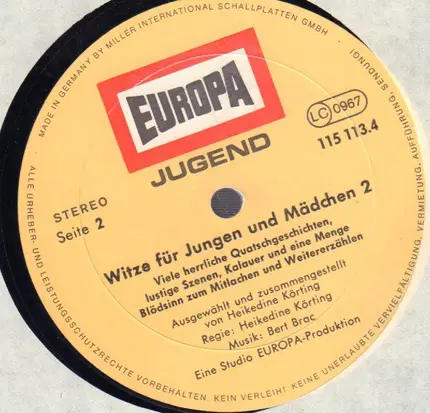 MADE IN GERMANY BY MILLER INTERNATIONAL SCHALLPLATTEN GMBH
EUROPA
JUGEND
LC 0967
115 113.4
STEREO
Seite 2
Witze für Jungen und Mädchen 2
Viele herrliche Quatschgeschichten,
lustige Szenen, Kalauer und eine Menge
Blödsinn zum Mitlachen und Weitererzählen
Ausgewählt und zusammengestellt
von Heikedine Körting
Regie: Heikedine Körting
Musik: Bert Brac
Eine Studio EUROPA-Produktion
ALLE URHEBER- UND LEISTUNGSSCHUTZRECHTE VORBEHALTEN. KEIN VERLEIH! KEINE UNERLAUBTE VERVIELFÄLTIGUNG, VERMIETUNG, AUFFÜHRUNG, SENDUNG!